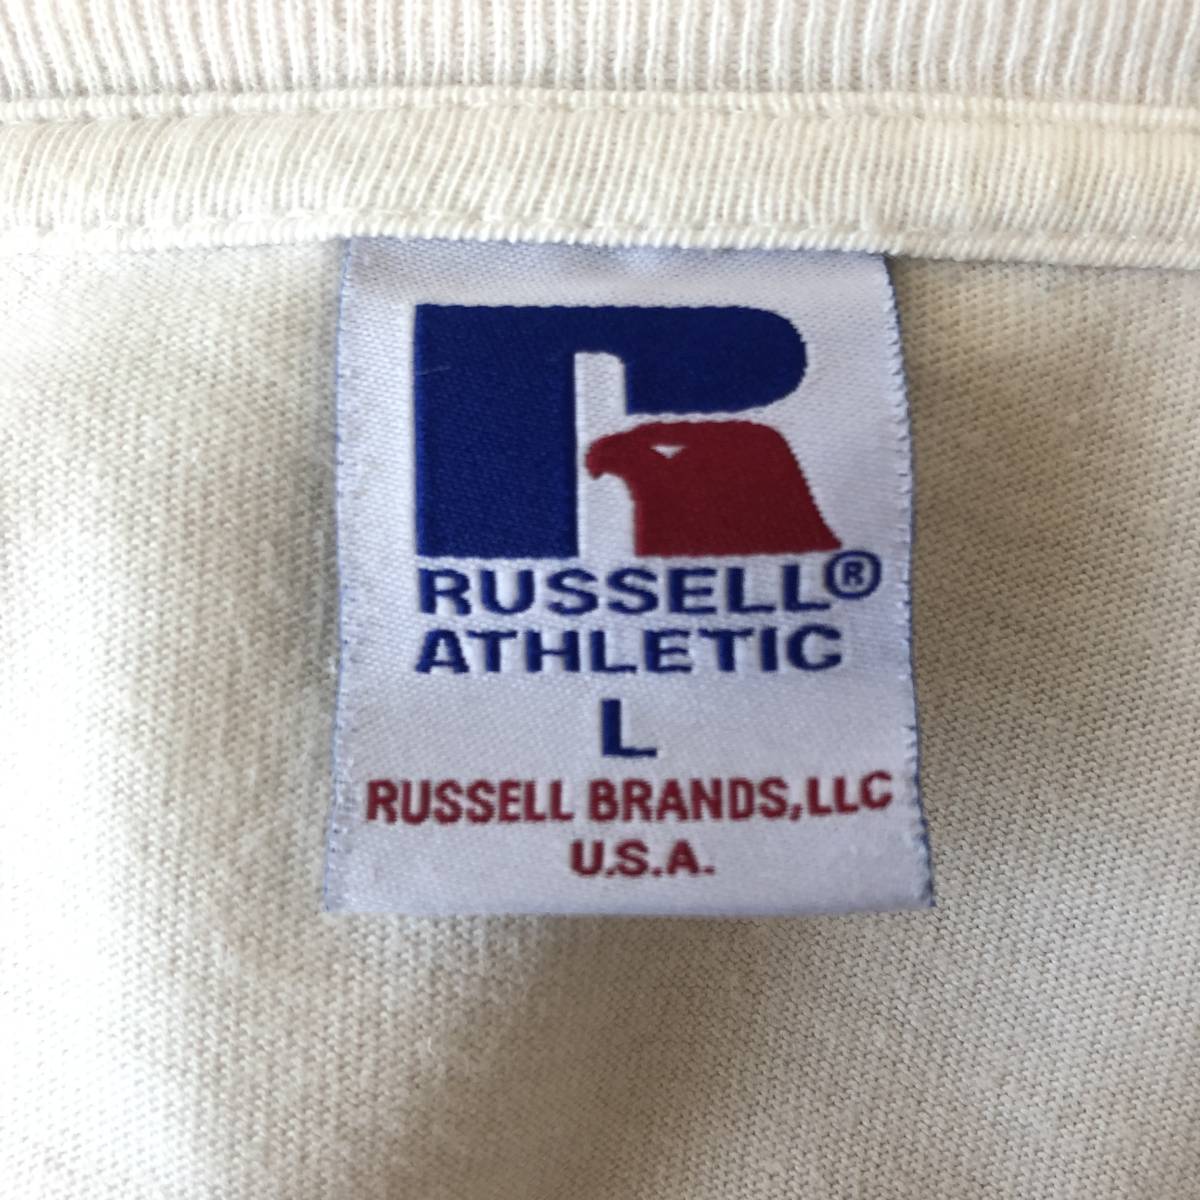 R
RUSSELL®
ATHLETIC
L
RUSSELL BRANDS,LLC
U.S.A.